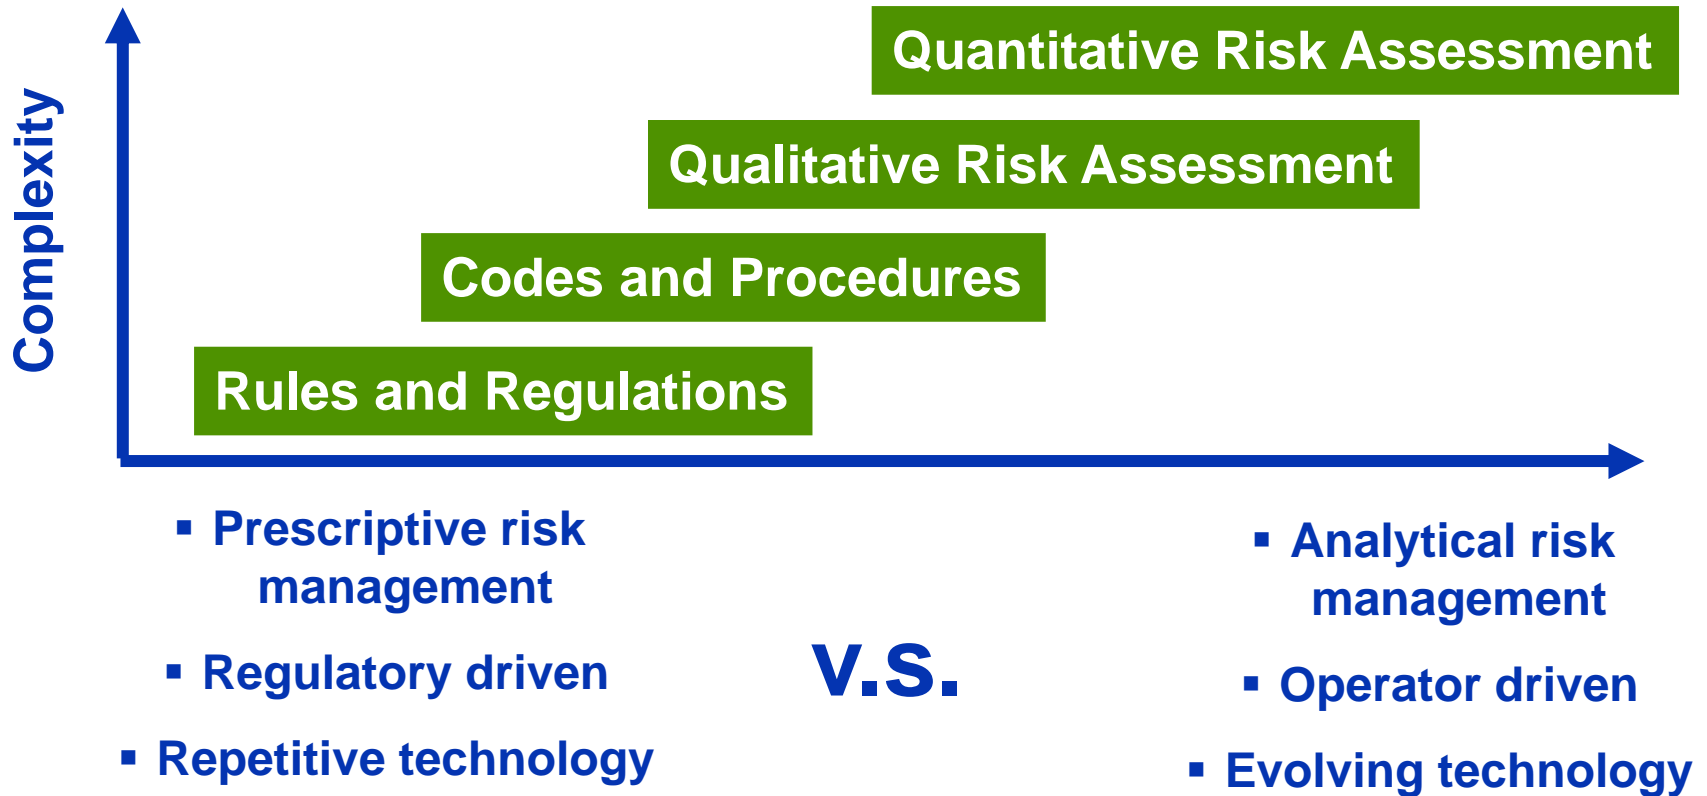 Complexity
Quantitative Risk Assessment
Qualitative Risk Assessment
Codes and Procedures
Rules and Regulations
▪ Prescriptive risk
management
▪ Regulatory driven
▪ Repetitive technology
v.s.
▪ Analytical risk
management
▪ Operator driven
▪ Evolving technology